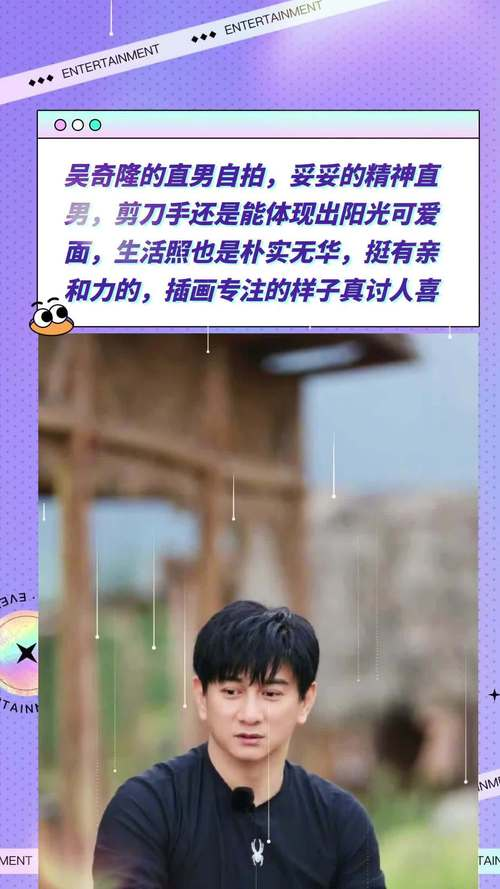 ENTERTAINMENT
ENTERTAINMENT
吴奇隆的直男自拍，妥妥的精神直
男，剪刀手还是能体现出阳光可爱
面，生活照也是朴实无华，挺有亲
和力的，插画专注的样子真讨人喜